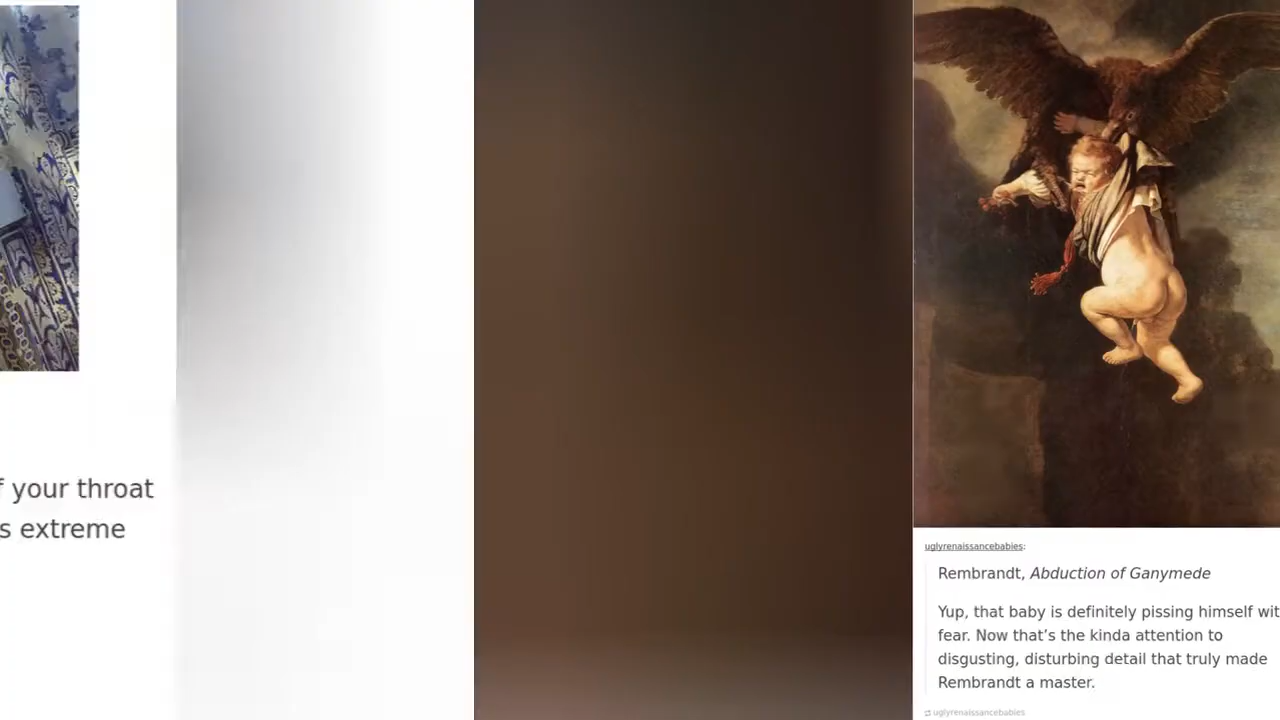 f your throat
s extreme
uglyrenaissancebabies:
Rembrandt, Abduction of Ganymede
Yup, that baby is definitely pissing himself wit
fear. Now that’s the kinda attention to
disgusting, disturbing detail that truly made
Rembrandt a master.
uglyrenaissancebabies